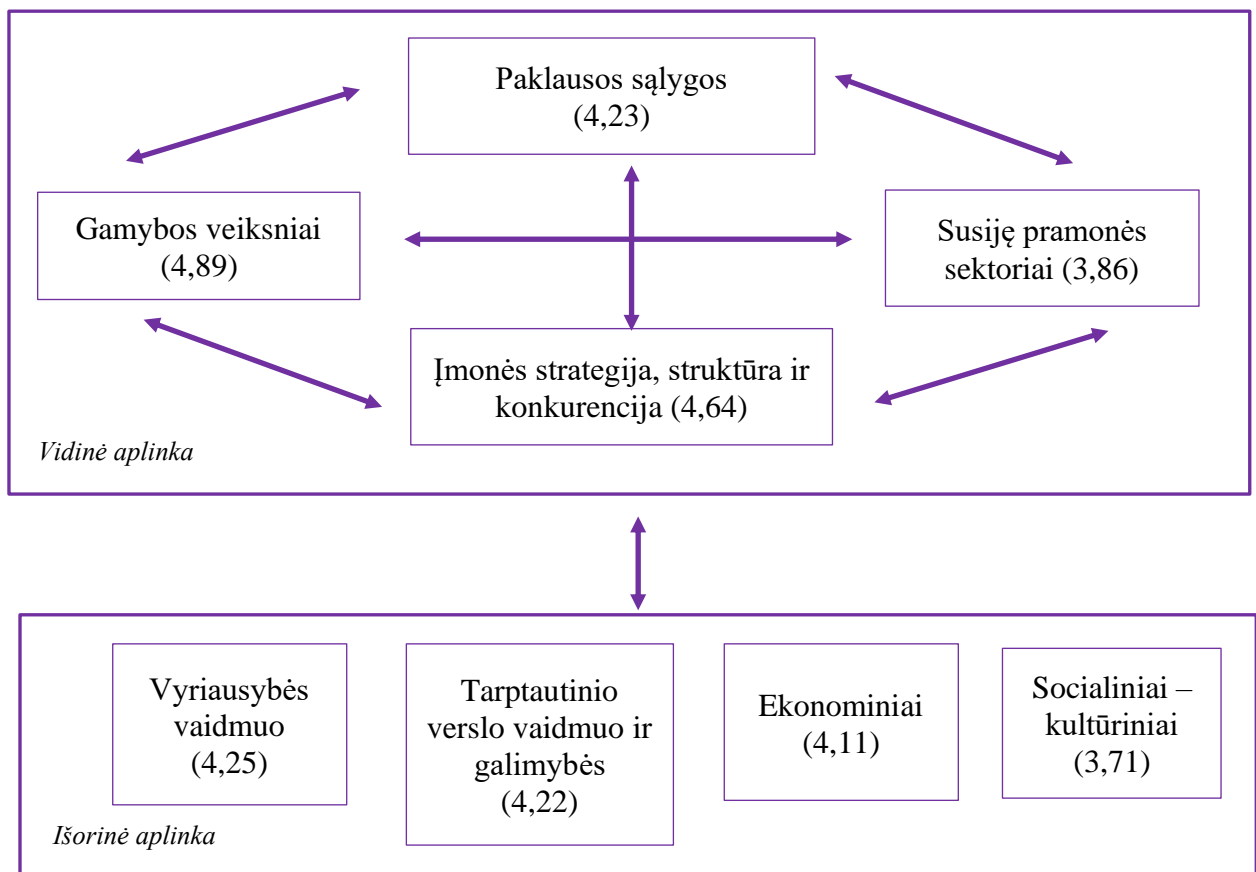 Paklausos sąlygos
(4,23)
Gamybos veiksniai
(4,89)
Susiję pramonės
sektoriai (3,86)
Įmonės strategija, struktūra ir
konkurencija (4,64)
Vidinė aplinka
Vyriausybės
vaidmuo
(4,25)
Tarptautinio
verslo vaidmuo ir
galimybės
(4,22)
Ekonominiai
(4,11)
Socialiniai –
kultūriniai
(3,71)
Išorinė aplinka